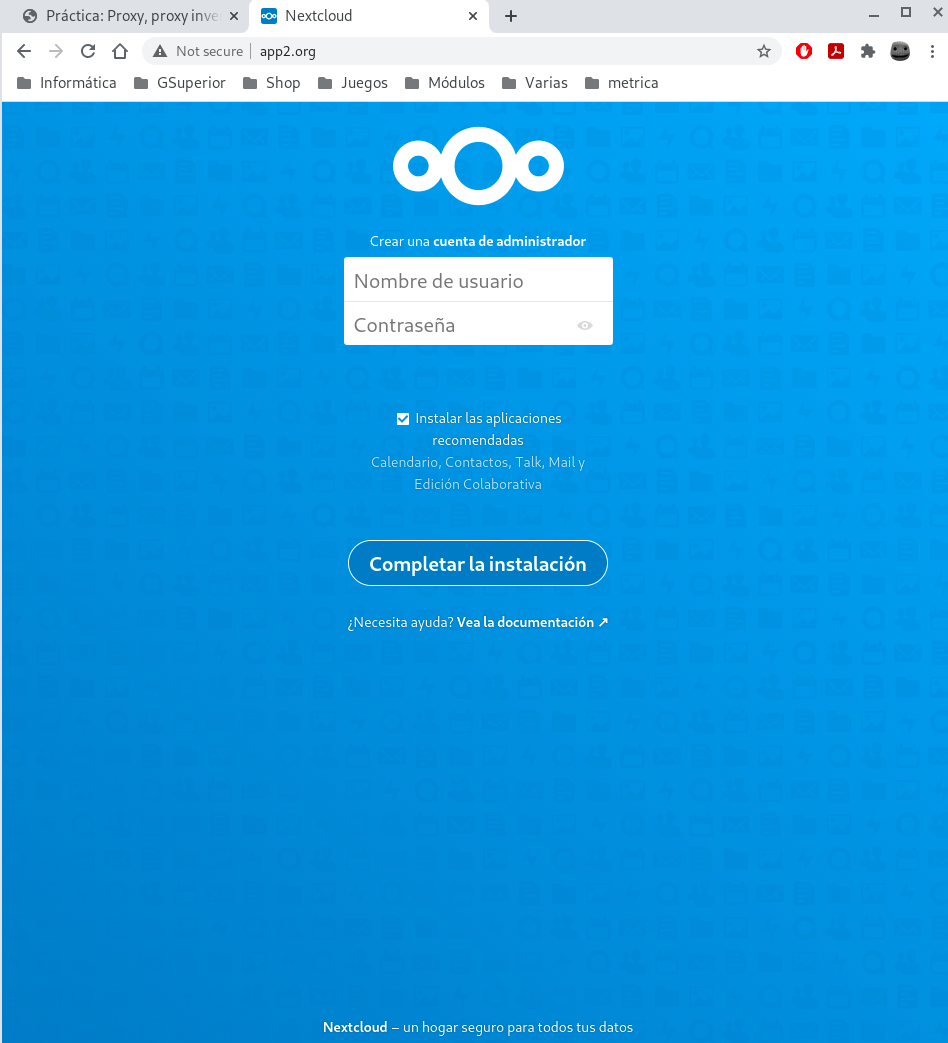 Práctica: Proxy, proxy inve
Nextcloud
Not secure
app2.org
Informática
GSuperior
Shop
Juegos
Módulos
Varias
metrica
Crear una cuenta de administrador
Nombre de usuario
Contraseña
Instalar las aplicaciones
recomendadas
Calendario, Contactos, Talk, Mail y
Edición Colaborativa
Completar la instalación
¿Necesita ayuda? Vea la documentación ↗
Nextcloud – un hogar seguro para todos tus datos